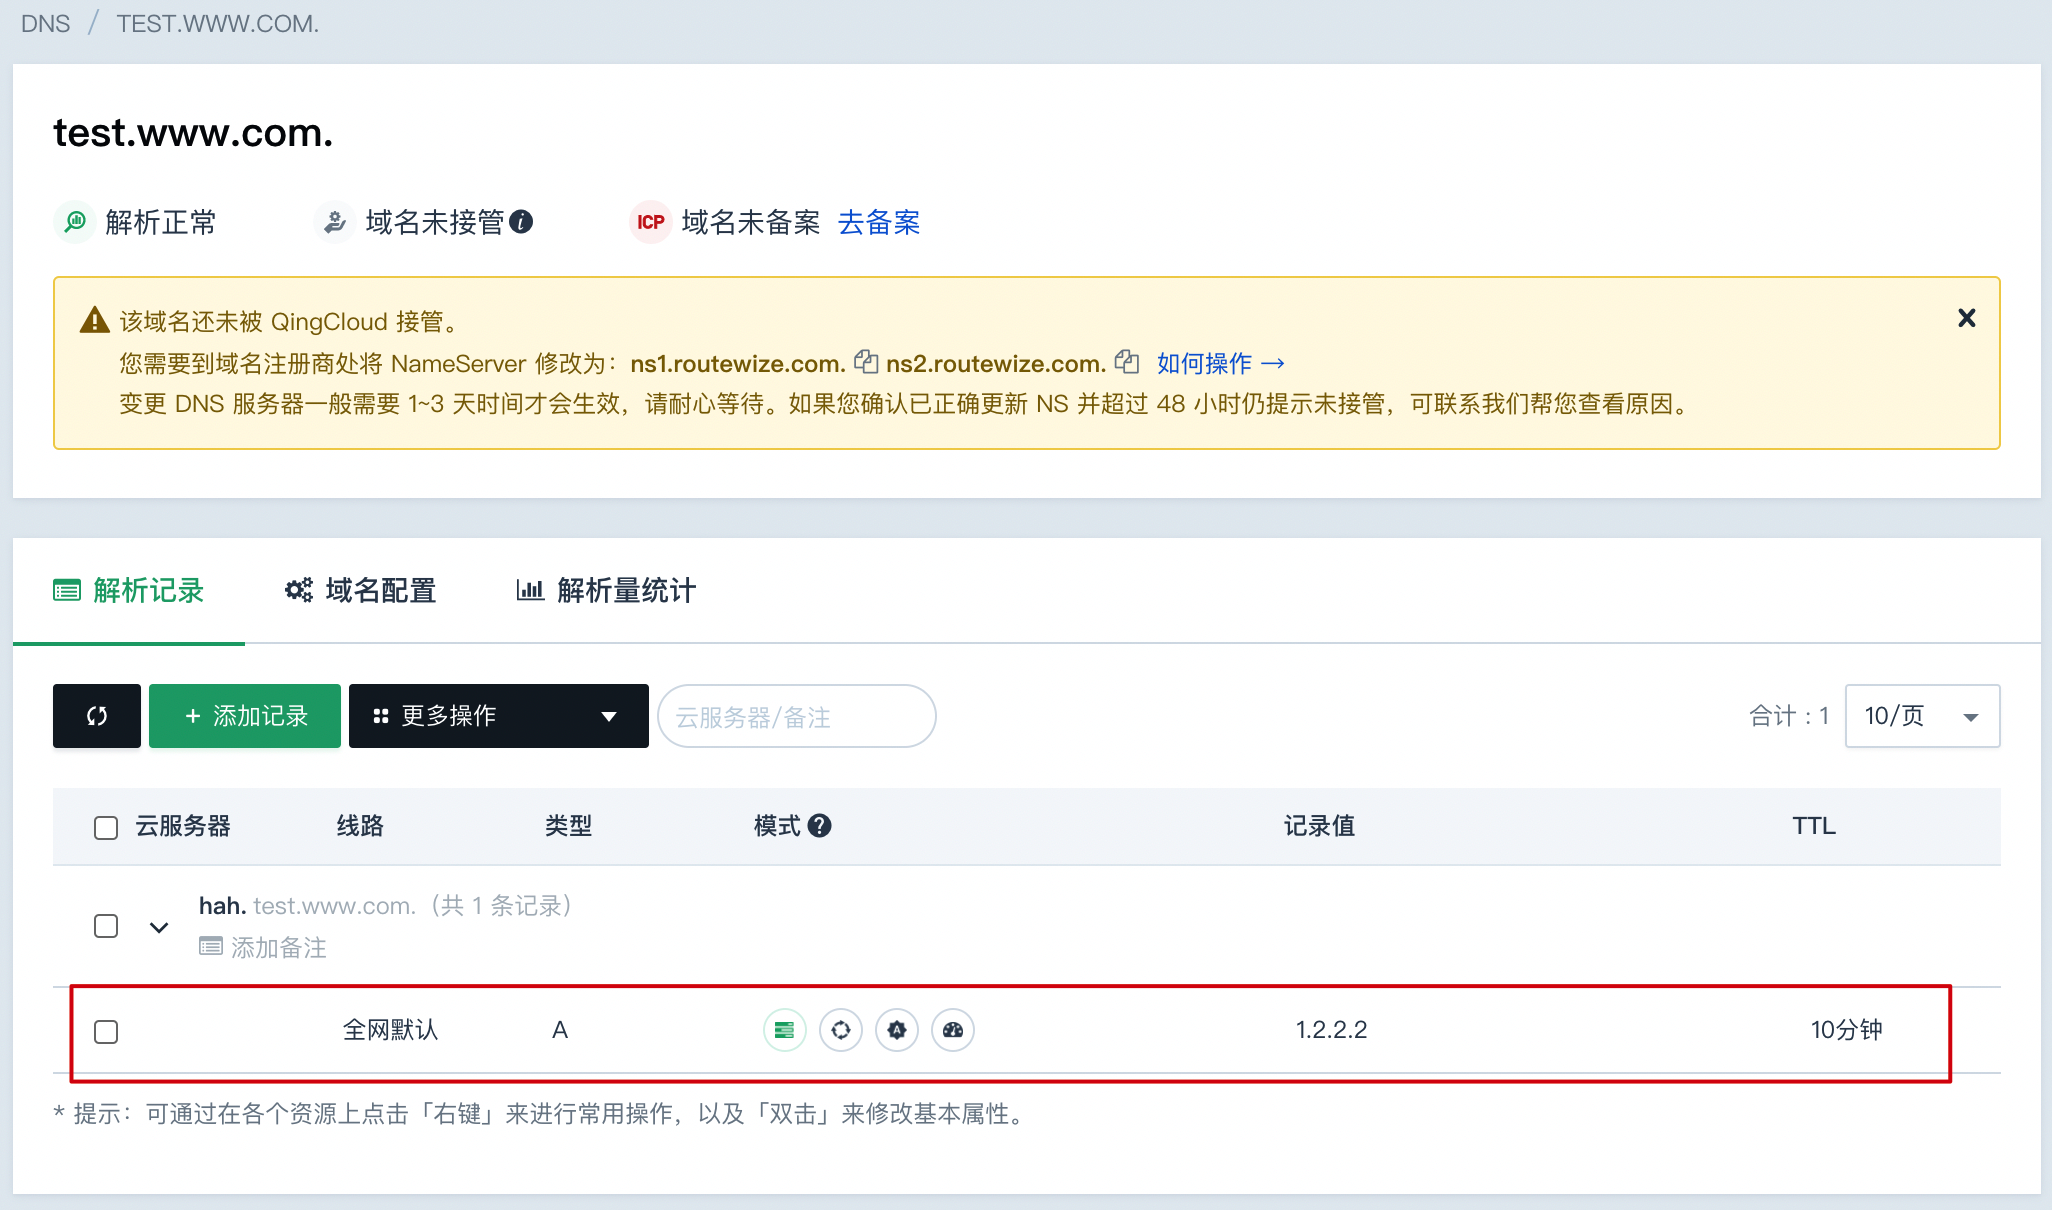 DNS / TEST.WWW.COM.
test.www.com.
解析正常 域名未接管 ICP 域名未备案 去备案
该域名还未被 QingCloud 接管。
您需要到域名注册商处将 NameServer 修改为：ns1.routewize.com. ns2.routewize.com. 如何操作 →
变更 DNS 服务器一般需要 1~3 天时间才会生效，请耐心等待。如果您确认已正确更新 NS 并超过 48 小时仍提示未接管，可联系我们帮您查看原因。
解析记录 域名配置 解析量统计
+ 添加记录 更多操作 云服务器/备注 合计 : 1 10/页
云服务器 线路 类型 模式 记录值 TTL
hah. test.www.com.（共 1 条记录）
添加备注
全网默认 A 1.2.2.2 10分钟
* 提示：可通过在各个资源上点击「右键」来进行常用操作，以及「双击」来修改基本属性。